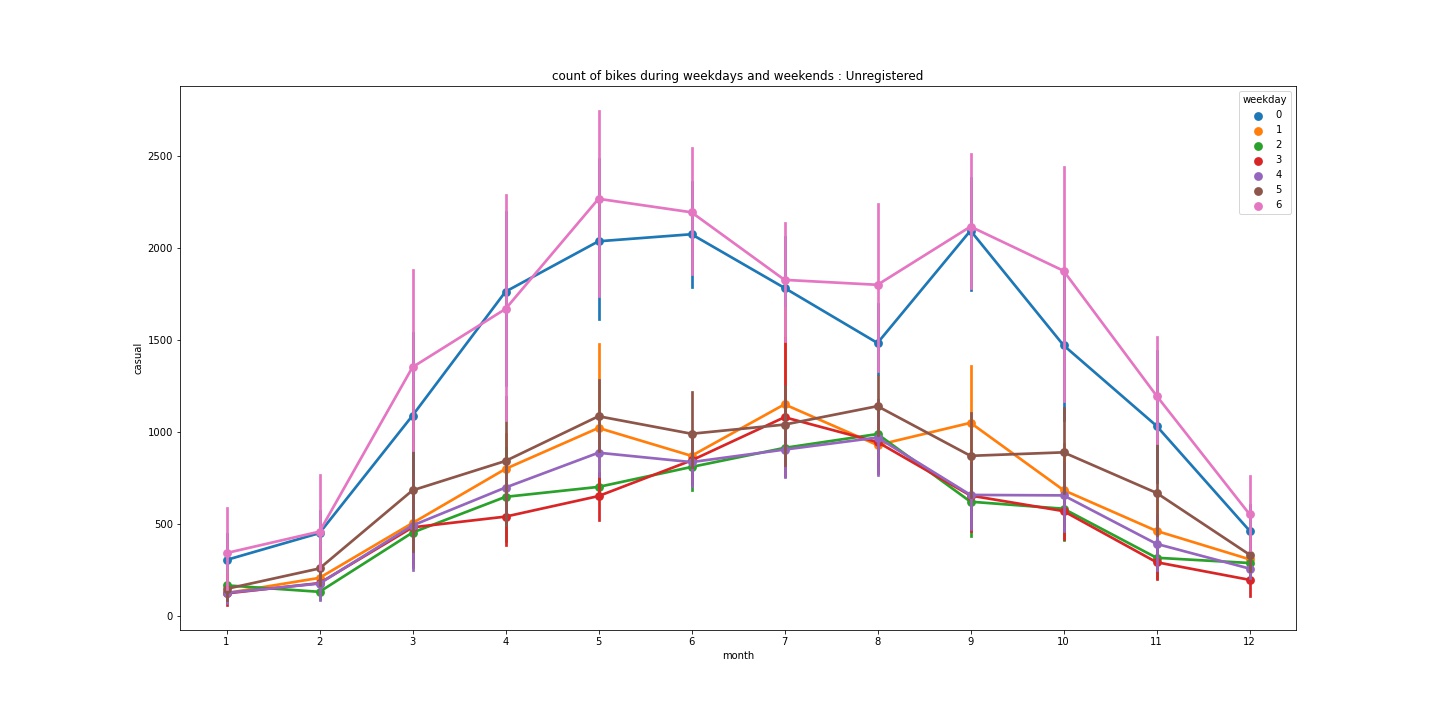 count of bikes during weekdays and weekends : Unregistered
weekday
0
1
2
3
4
5
6
2500
2000
1500
1000
500
0
casual
1 2 3 4 5 6 7 8 9 10 11 12
month